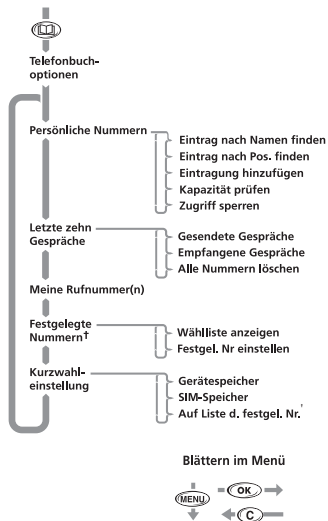 Telefonbuch-
optionen
Persönliche Nummern
Eintrag nach Namen finden
Eintrag nach Pos. finden
Eintragung hinzufügen
Kapazität prüfen
Zugriff sperren
Letzte zehn
Gespräche
Gesendete Gespräche
Empfangene Gespräche
Alle Nummern löschen
Meine Rufnummer(n)
Festgelegte
Nummern†
Wählliste anzeigen
Festgel. Nr einstellen
Kurzwahl-
einstellung
Gerätespeicher
SIM-Speicher
Auf Liste d. festgel. Nr.†
Blättern im Menü
MENU
OK
C